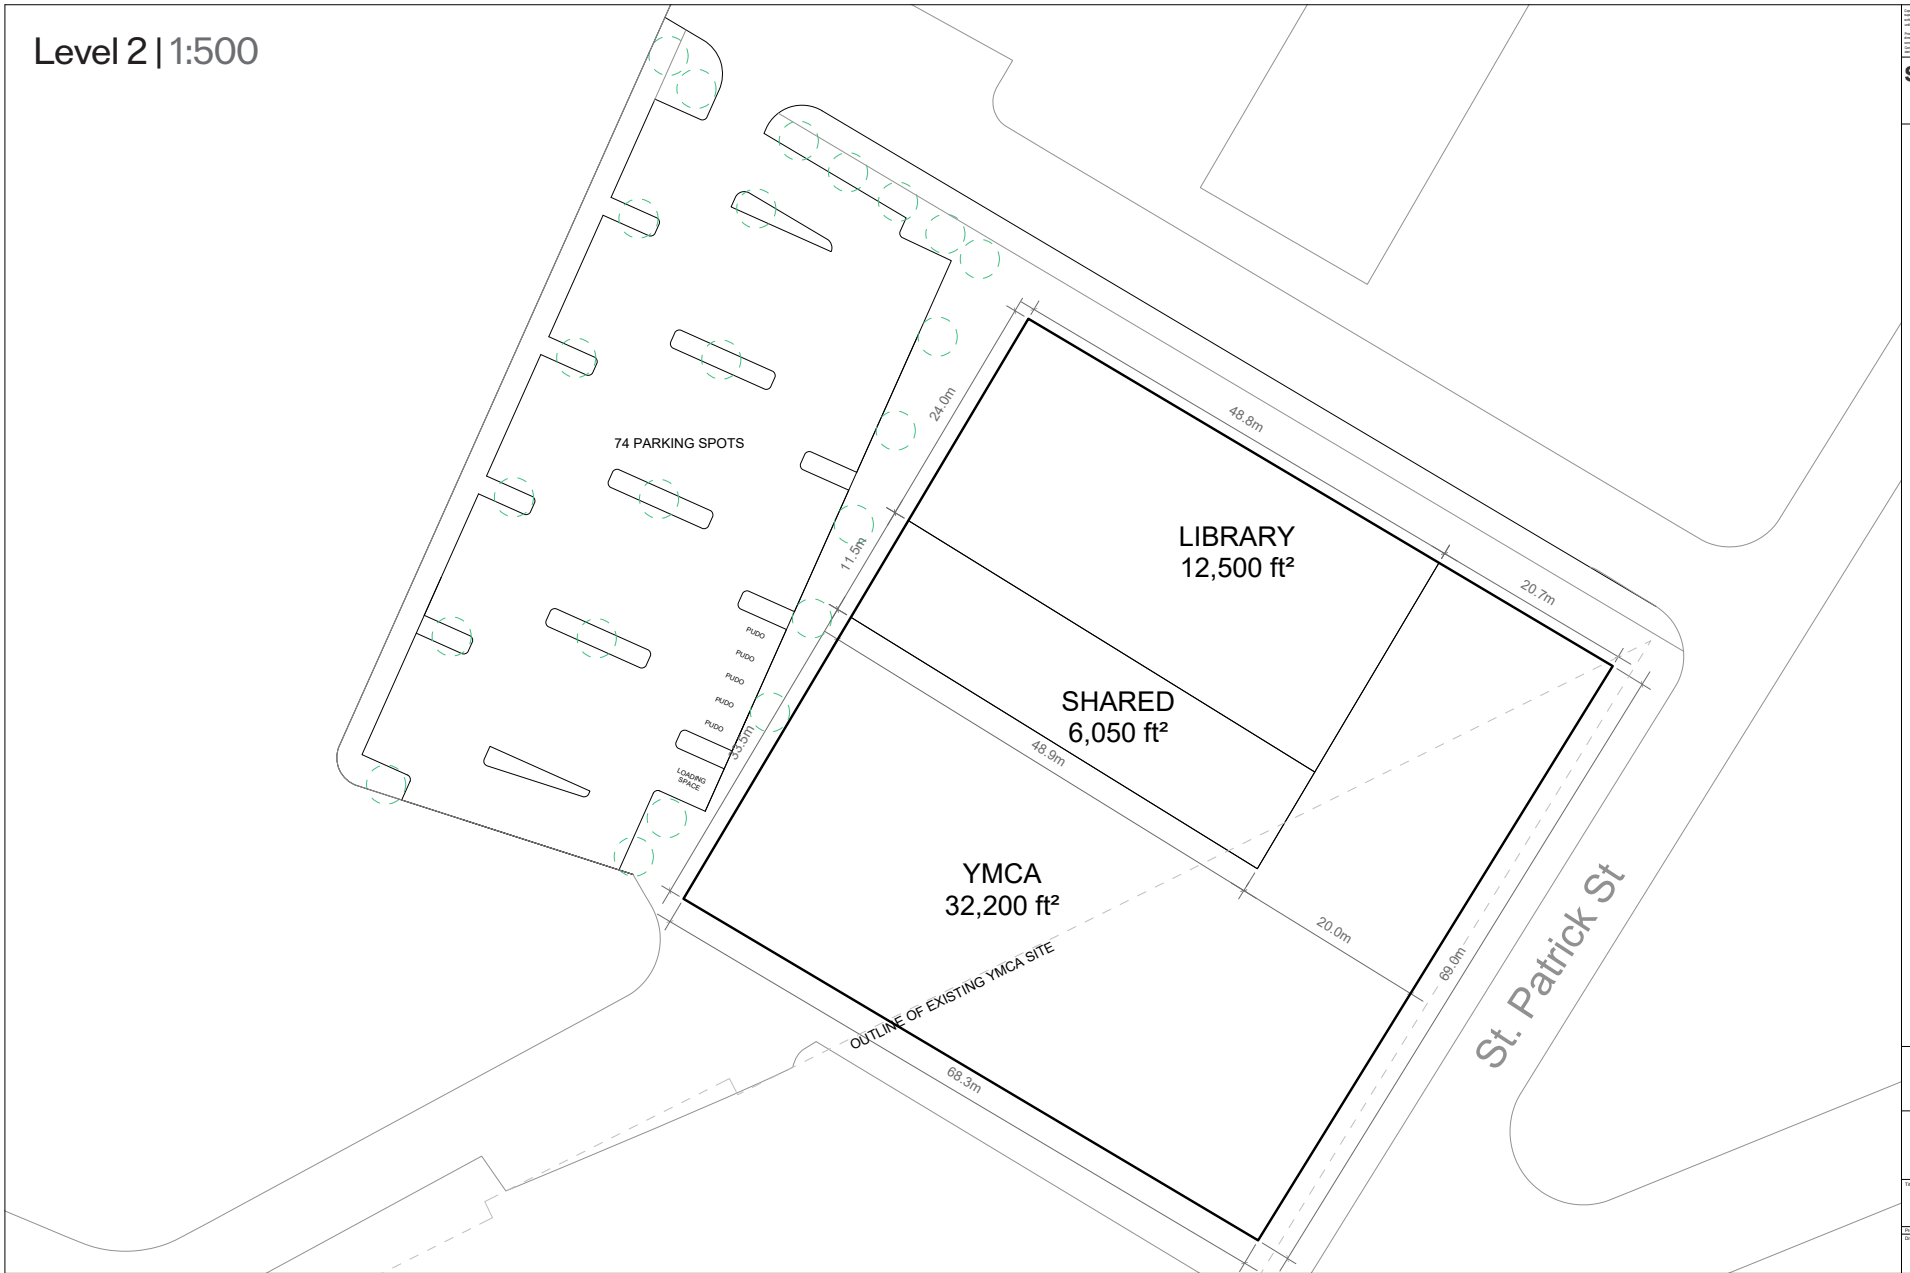 Level 2 | 1:500
24.0m
48.8m
74 PARKING SPOTS
LIBRARY
12,500 ft²
11.5m
20.7m
PUDO
PUDO
PUDO
PUDO
PUDO
SHARED
6,050 ft²
33.5m
48.9m
LOADING
SPACE
YMCA
32,200 ft²
20.0m
69.0m
St. Patrick St
OUTLINE OF EXISTING YMCA SITE
68.3m